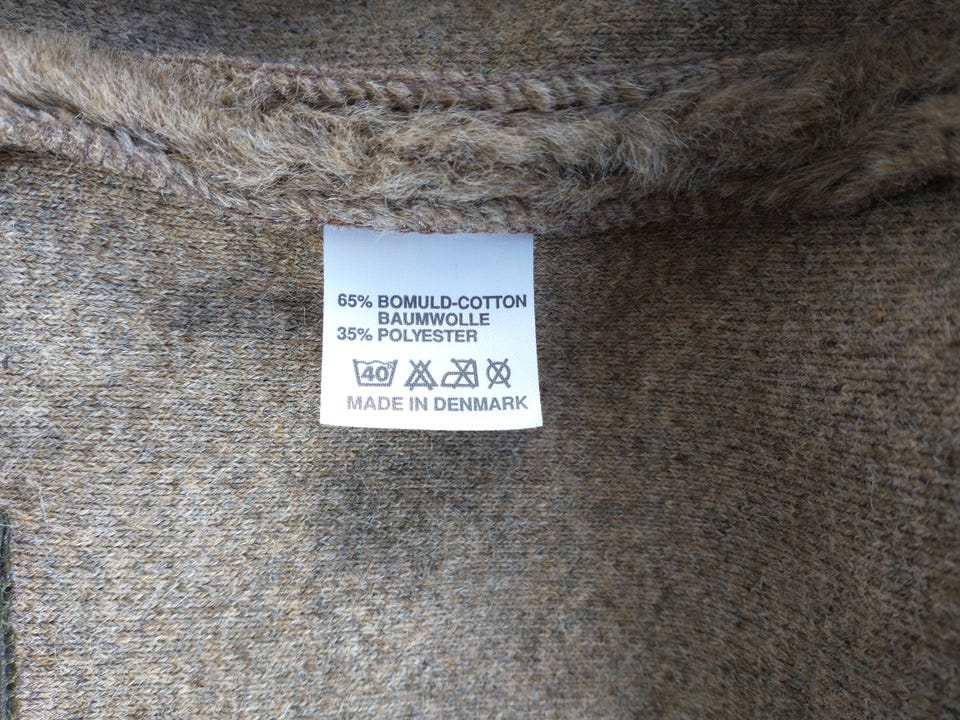 65% BOMULD-COTTON
BAUMWOLLE
35% POLYESTER
40°
MADE IN DENMARK